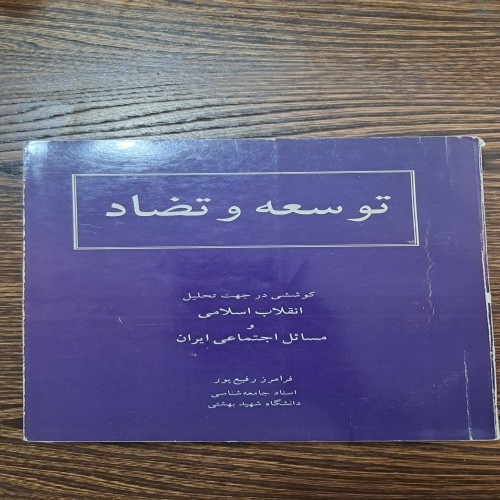 توسعه و تضاد
کوششی در جهت تحلیل
انقلاب اسلامی
و
مسائل اجتماعی ایران
فرامرز رفیع‌پور
استاد جامعه‌شناسی
دانشگاه شهید بهشتی